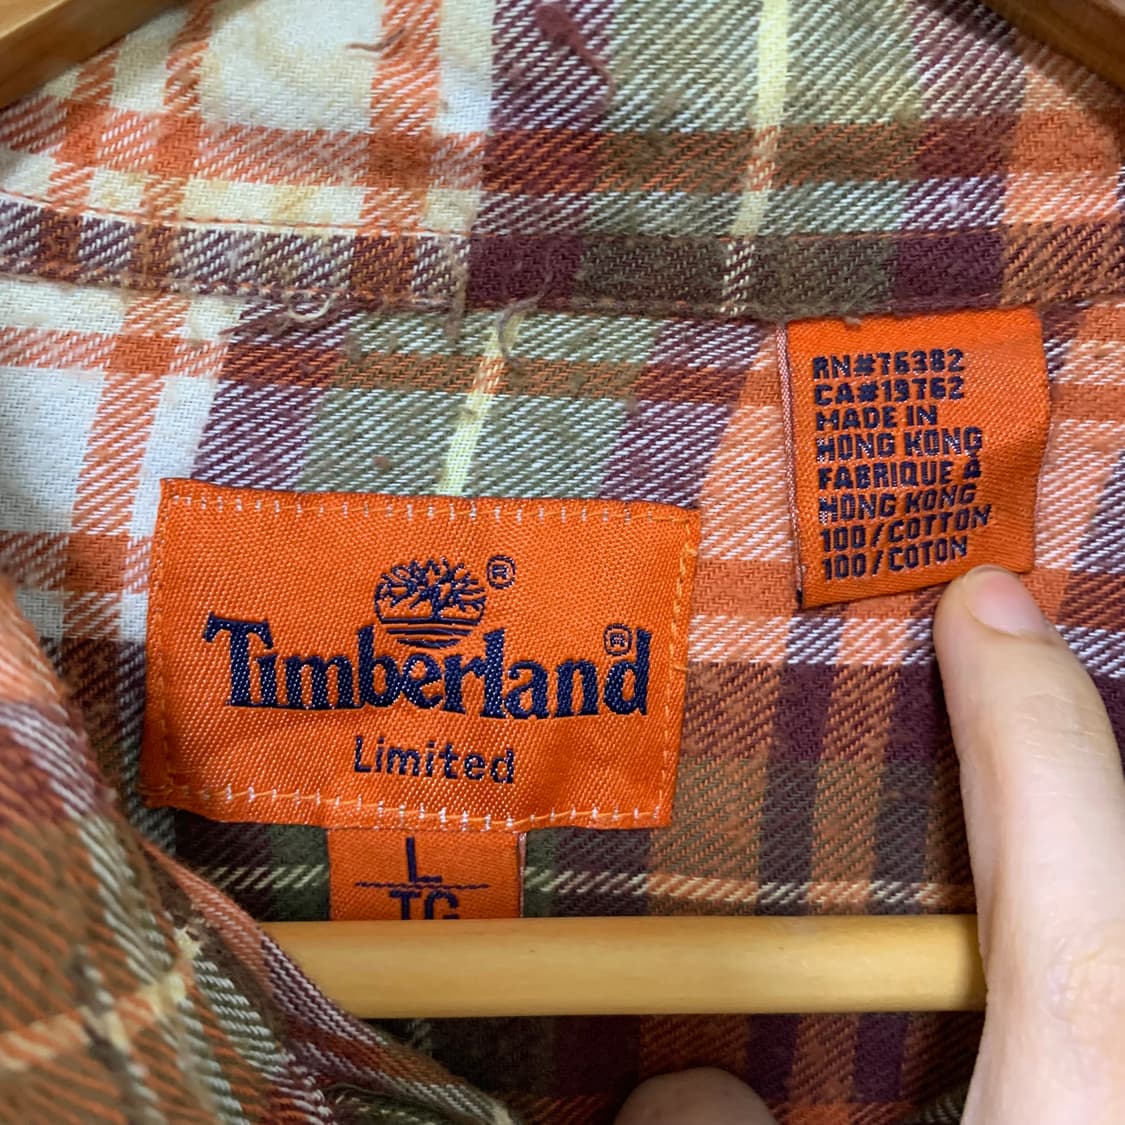 Timberland®
®
Limited
L
TG
RN#76382
CA#19762
MADE IN
HONG KONG
FABRIQUE À
HONG KONG
100/COTTON
100/COTON